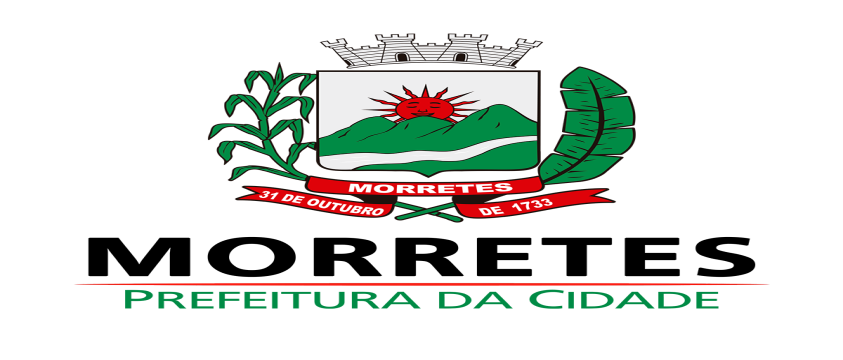 MORRETES
31 DE OUTUBRO DE 1733
MORRETES
PREFEITURA DA CIDADE